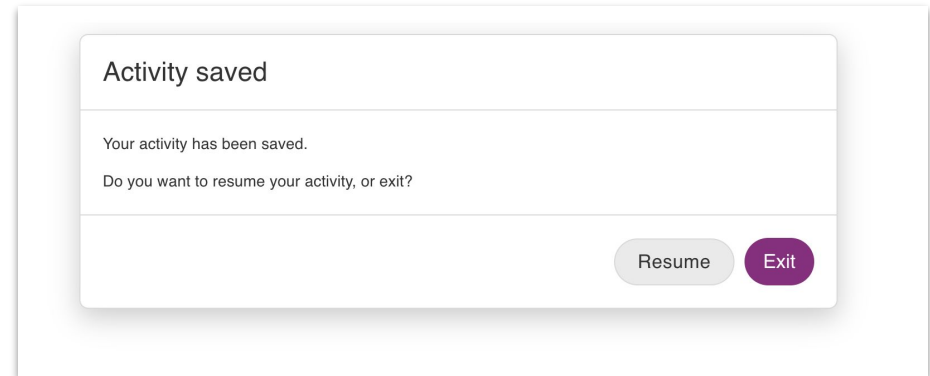 Activity saved
Your activity has been saved.
Do you want to resume your activity, or exit?
Resume
Exit